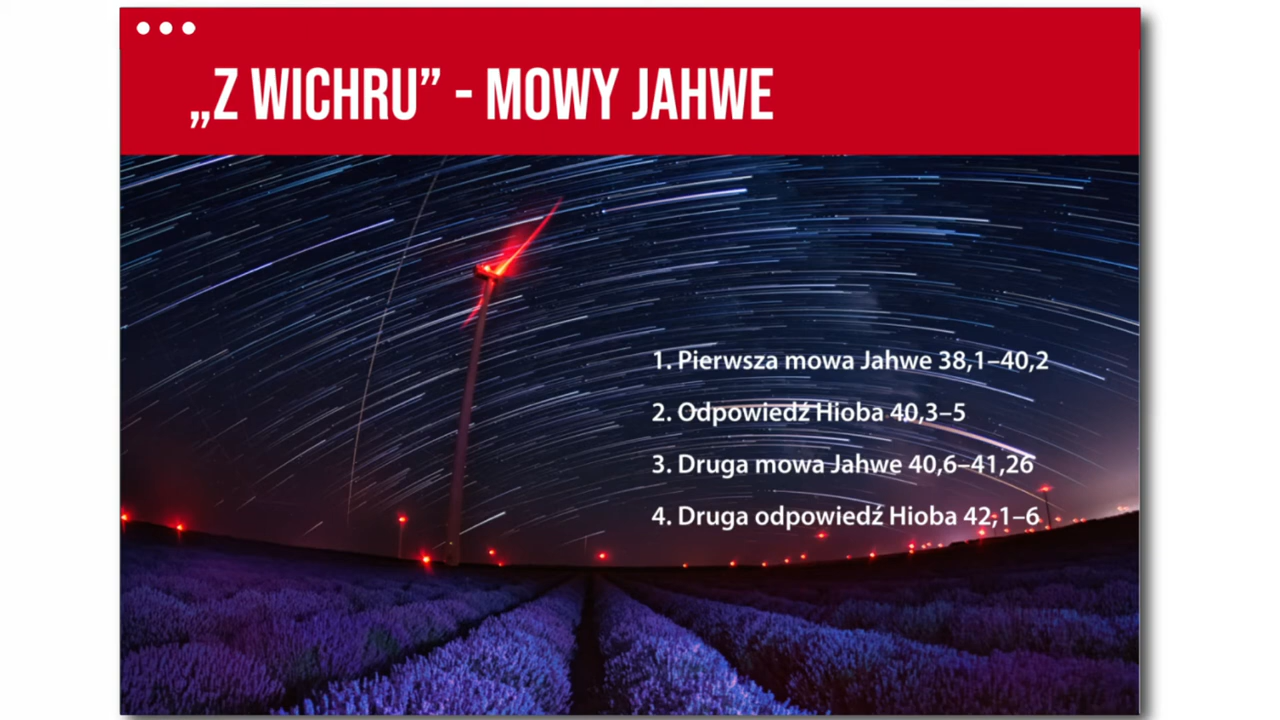 „Z WICHRU” - MOWY JAHWE
1. Pierwsza mowa Jahwe 38,1–40,2
2. Odpowiedź Hioba 40,3–5
3. Druga mowa Jahwe 40,6–41,26
4. Druga odpowiedź Hioba 42,1–6